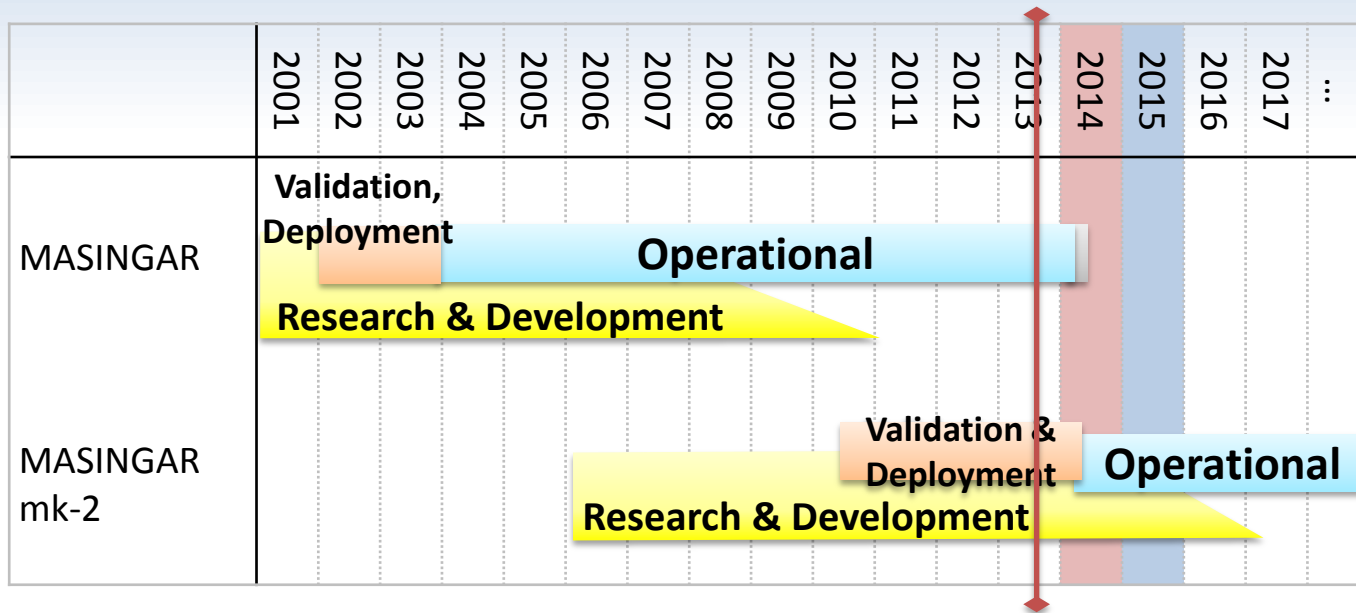 2001
2002
2003
2004
2005
2006
2007
2008
2009
2010
2011
2012
2013
2014
2015
2016
2017
...
MASINGAR
Validation,
Deployment
Operational
Research & Development
MASINGAR
mk-2
Validation &
Deployment
Operational
Research & Development